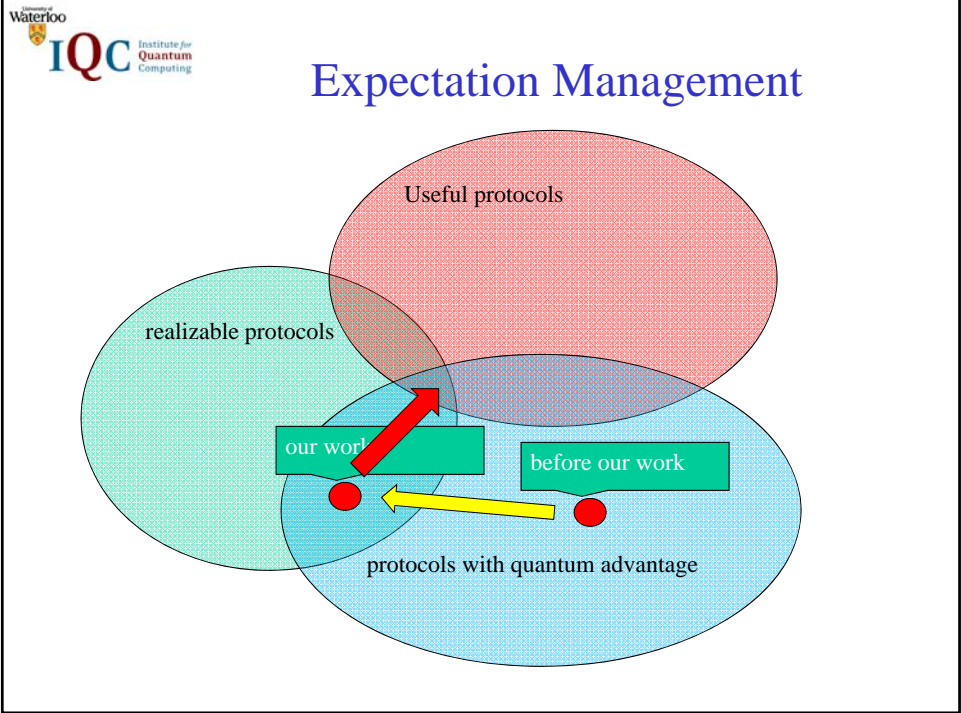 University of
Waterloo
IQC Institute for
Quantum
Computing
Expectation Management
Useful protocols
realizable protocols
our work
before our work
protocols with quantum advantage